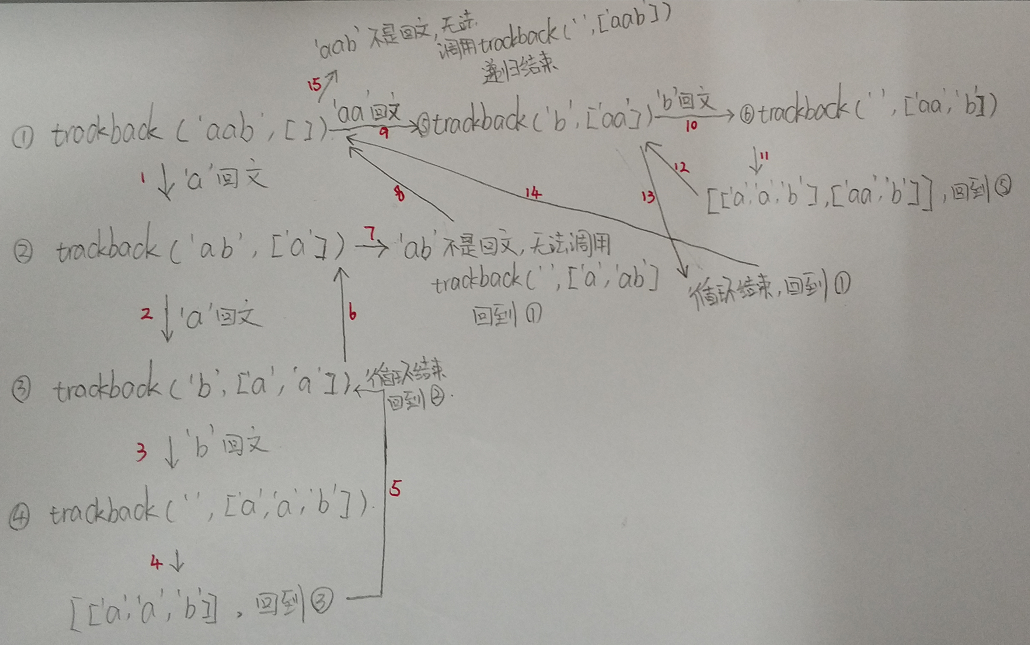 'aab'不是回文,无法
调用trackback('',['aab'])
递归结束
15
① trackback('aab',[]) 'aa'回文 ⑤trackback('b',['aa']) 'b'回文 ⑥trackback('',['aa','b'])
9
10
1 'a'回文
11
12
[['a','a','b'],['aa','b']],回到⑤
8
14
13
② trackback('ab',['a']) 7 'ab'不是回文,无法调用
trackback('',['a','ab']
回到①
循环结束,回到①
2 'a'回文
6
③ trackback('b',['a','a']) 循环结束
回到②.
3 'b'回文
5
④ trackback('',['a','a','b']).
4
[['a','a','b']],回到③